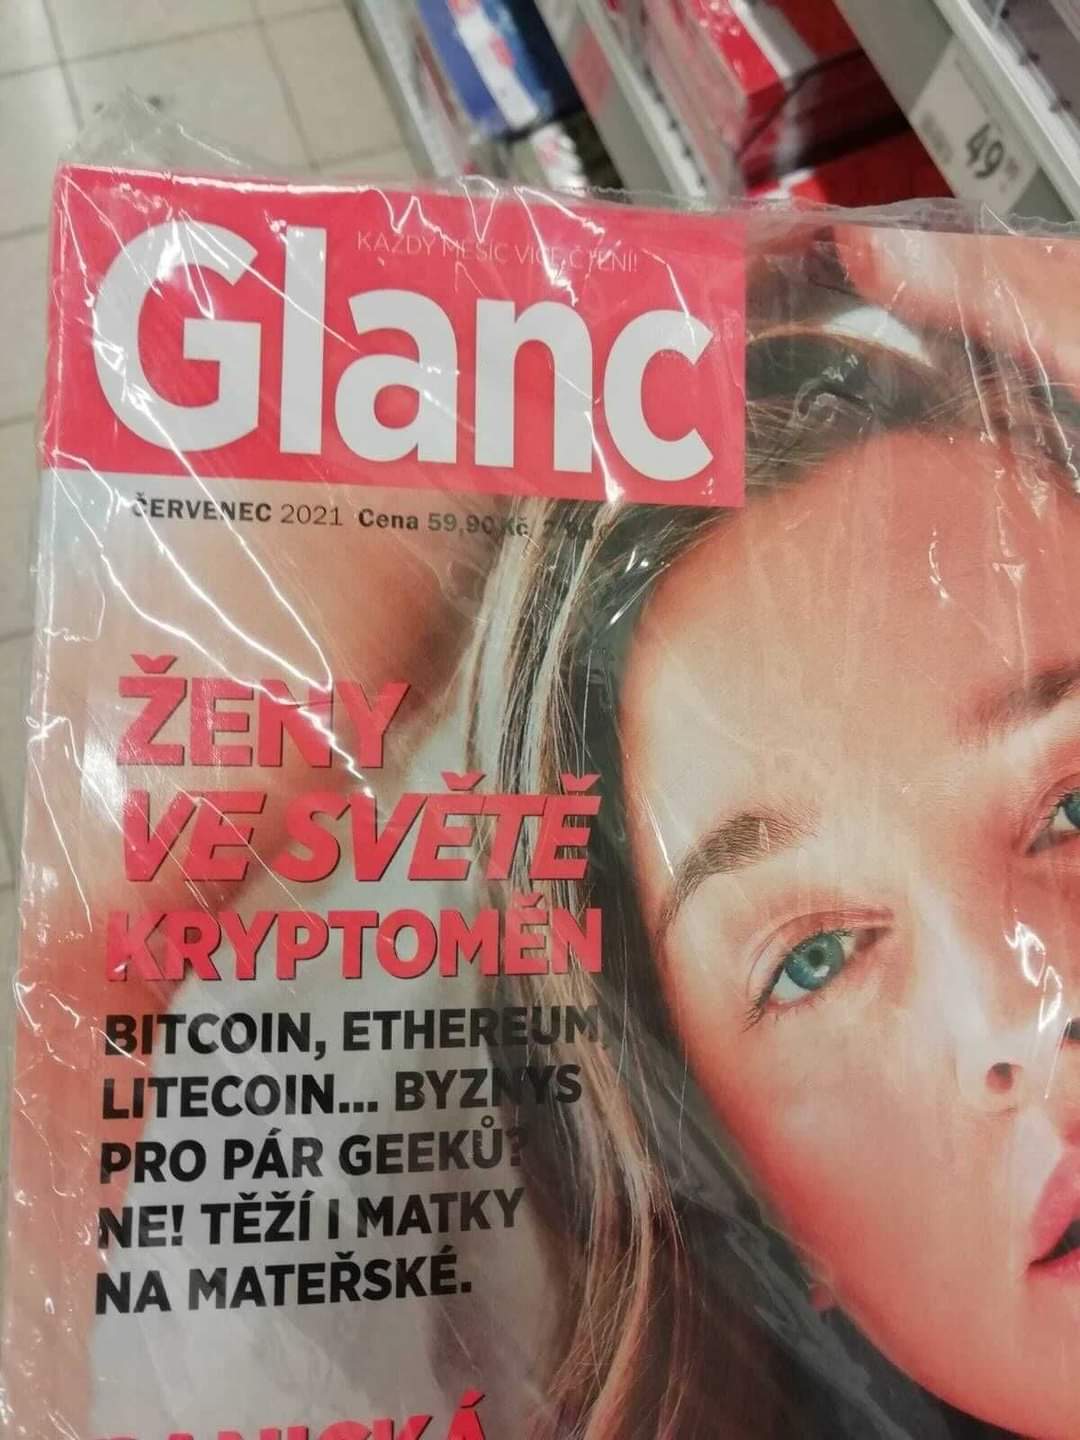 KAŽDÝ MĚSÍC VÍCE ČTENÍ!
Glanc
ČERVENEC 2021 Cena 59,90 Kč
ŽENY
VE SVĚTĚ
KRYPTOMĚN
BITCOIN, ETHEREUM,
LITECOIN... BYZNYS
PRO PÁR GEEKŮ?
NE! TĚŽÍ I MATKY
NA MATEŘSKÉ.
49